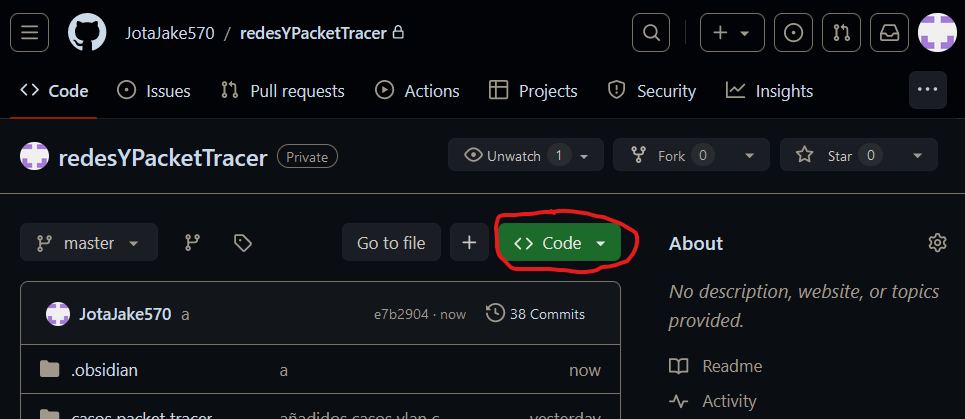 JotaJake570 / redesYPacketTracer
Code Issues Pull requests Actions Projects Security Insights
redesYPacketTracer Private Unwatch 1 Fork 0 Star 0
master Go to file Code About
No description, website, or topics
provided.
JotaJake570 a e7b2904 · now 38 Commits
.obsidian a now
Readme
Activity
casos packet tracer añadidos casos vlan c yesterday